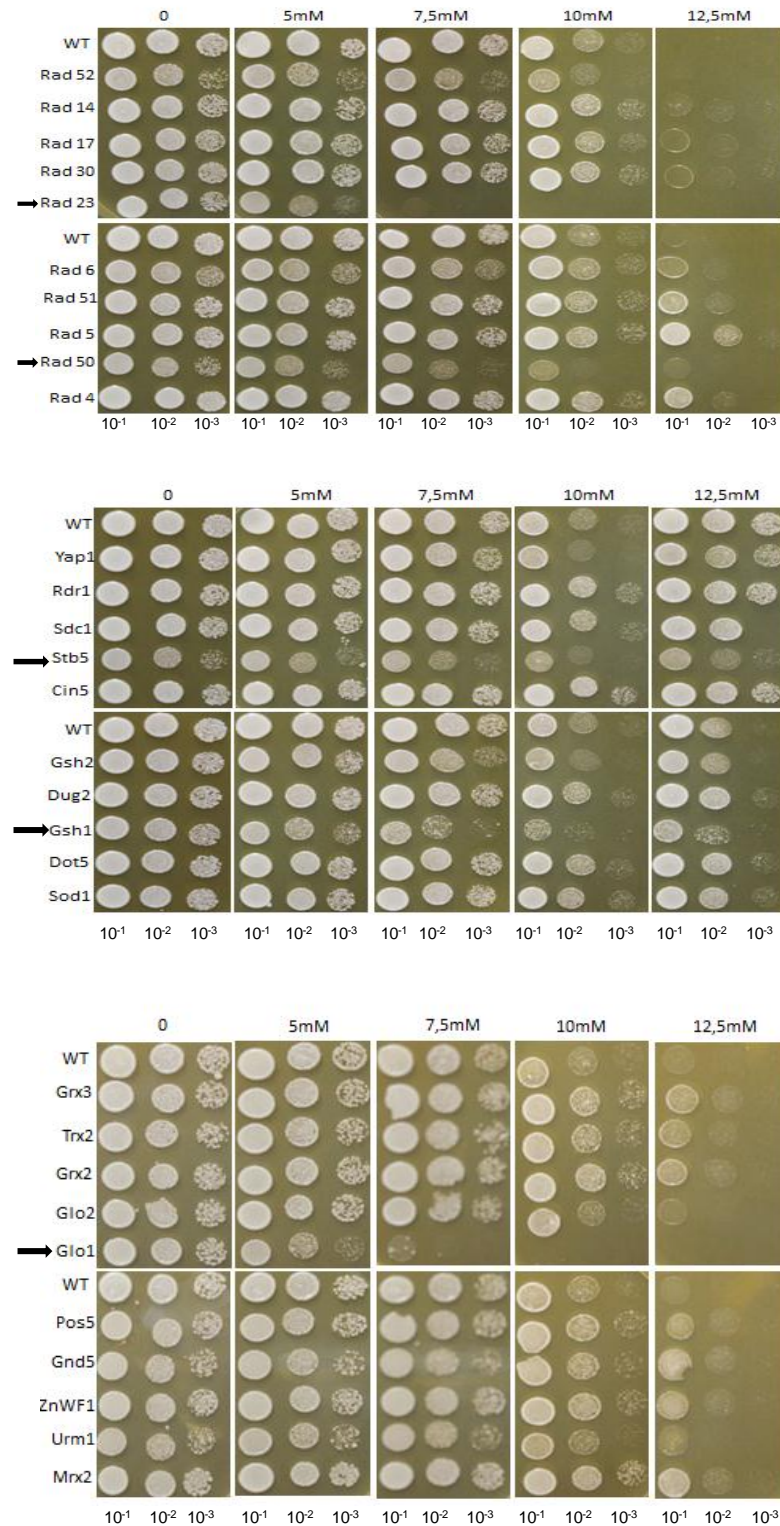 0 5mM 7,5mM 10mM 12,5mM
WT
Rad 52
Rad 14
Rad 17
Rad 30
Rad 23
WT
Rad 6
Rad 51
Rad 5
Rad 50
Rad 4
10-1 10-2 10-3 10-1 10-2 10-3 10-1 10-2 10-3 10-1 10-2 10-3 10-1 10-2 10-3
0 5mM 7,5mM 10mM 12,5mM
WT
Yap1
Rdr1
Sdc1
Stb5
Cin5
WT
Gsh2
Dug2
Gsh1
Dot5
Sod1
10-1 10-2 10-3 10-1 10-2 10-3 10-1 10-2 10-3 10-1 10-2 10-3 10-1 10-2 10-3
0 5mM 7,5mM 10mM 12,5mM
WT
Grx3
Trx2
Grx2
Glo2
Glo1
WT
Pos5
Gnd5
ZnWF1
Urm1
Mrx2
10-1 10-2 10-3 10-1 10-2 10-3 10-1 10-2 10-3 10-1 10-2 10-3 10-1 10-2 10-3